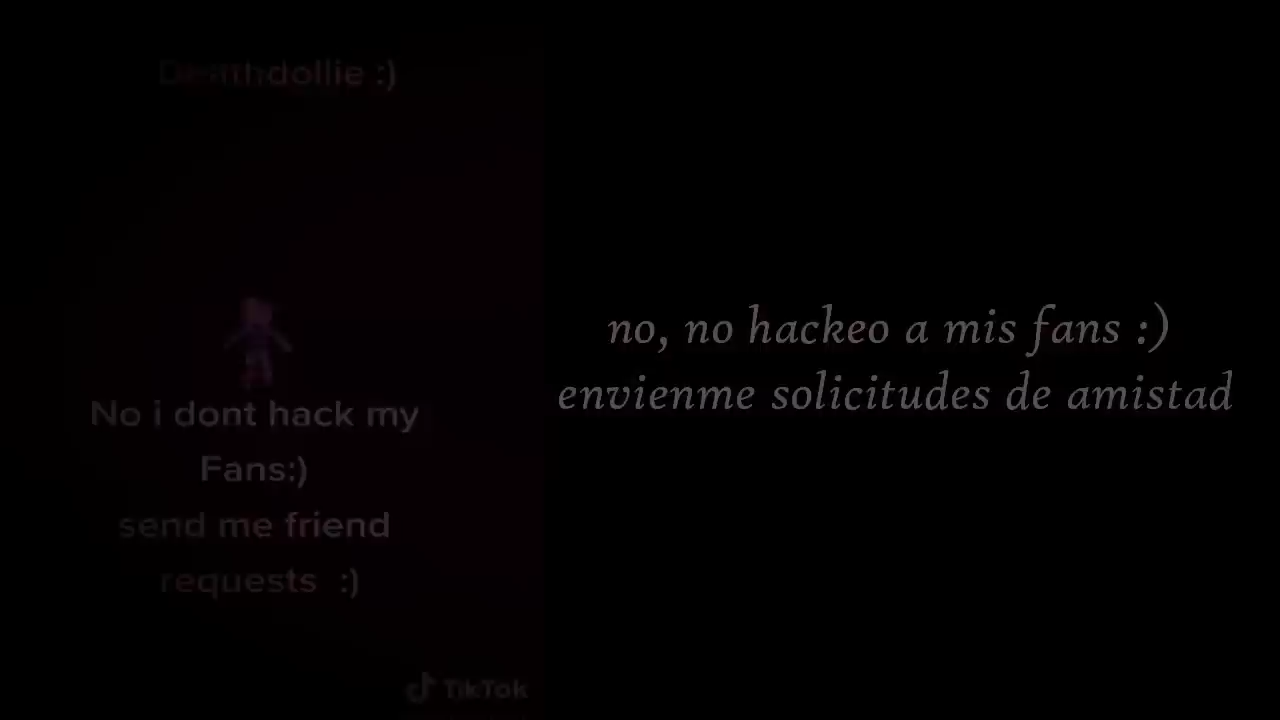 Deathdollie :)
No i dont hack my
Fans:)
send me friend
requests :)
TikTok
no, no hackeo a mis fans :)
envienme solicitudes de amistad